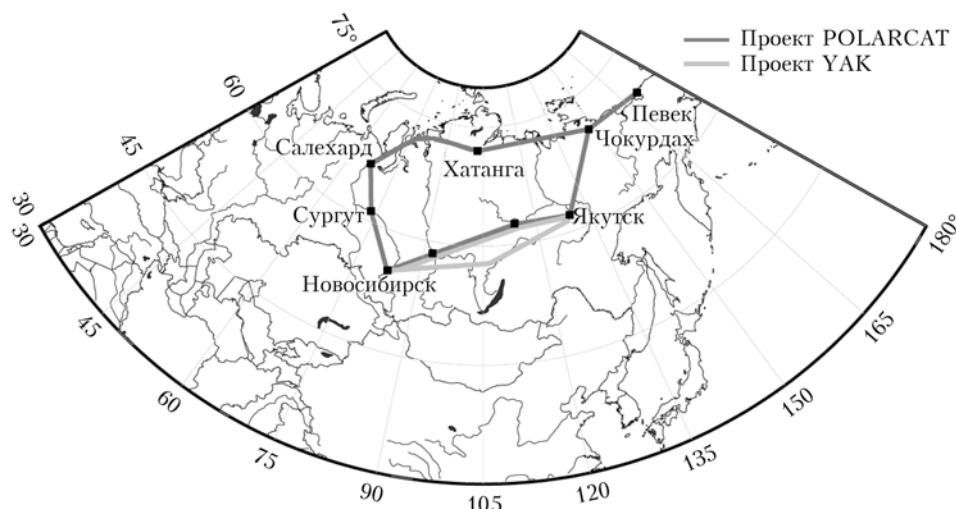 Проект POLARCAT
Проект YAK
75°
60
45
30
30
45
60
75
90
105
120
135
150
165
180°
Салехард
Хатанга
Певек
Чокурдах
Сургут
Якутск
Новосибирск